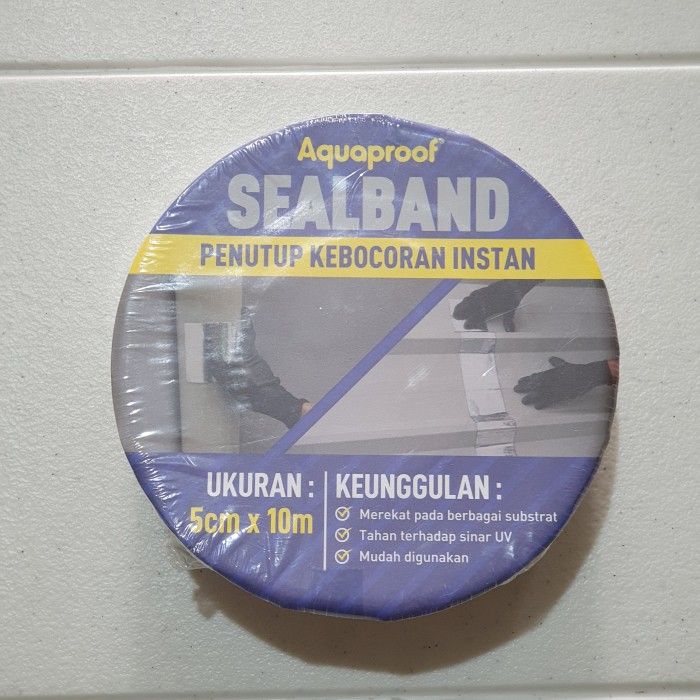 Aquaproof
SEALBAND
PENUTUP KEBOCORAN INSTAN
UKURAN :
5cm x 10m
KEUNGGULAN :
Merekat pada berbagai substrat
Tahan terhadap sinar UV
Mudah digunakan